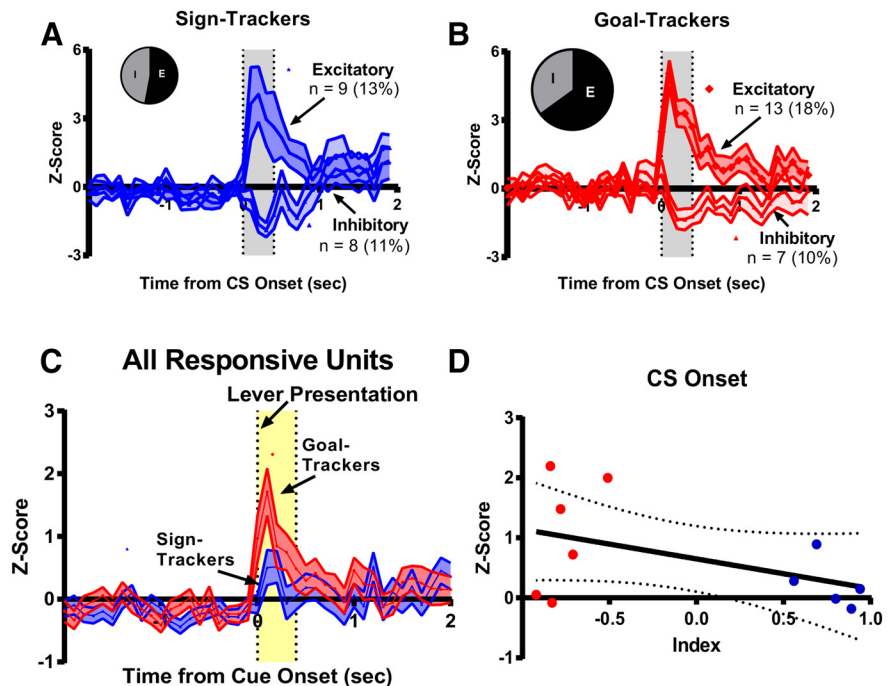 A
Sign-Trackers
6
3
0
-3
Z-Score
I
E
Excitatory
n = 9 (13%)
-1
0
1
2
Inhibitory
n = 8 (11%)
Time from CS Onset (sec)
B
Goal-Trackers
6
3
0
-3
Z-Score
I
E
Excitatory
n = 13 (18%)
-1
0
1
2
Inhibitory
n = 7 (10%)
Time from CS Onset (sec)
C
All Responsive Units
Lever Presentation
3
2
1
0
-1
Z-Score
Goal-
Trackers
Sign-
Trackers
-1
0
1
2
Time from Cue Onset (sec)
D
CS Onset
3
2
1
0
-1
Z-Score
-0.5
0.0
0.5
1.0
Index